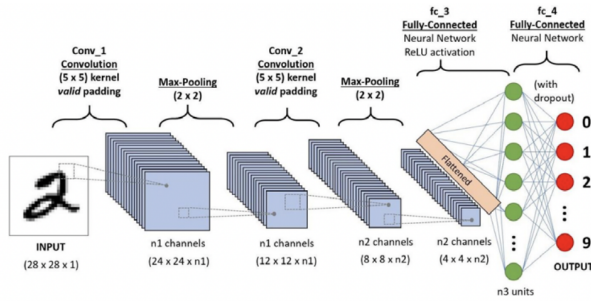 fc_3
Fully-Connected
Neural Network
ReLU activation
fc_4
Fully-Connected
Neural Network
Conv_1
Convolution
(5 x 5) kernel
valid padding
Max-Pooling
(2 x 2)
Conv_2
Convolution
(5 x 5) kernel
valid padding
Max-Pooling
(2 x 2)
(with
dropout)
Flattened
0
1
2
9
INPUT
(28 x 28 x 1)
n1 channels
(24 x 24 x n1)
n1 channels
(12 x 12 x n1)
n2 channels
(8 x 8 x n2)
n2 channels
(4 x 4 x n2)
OUTPUT
n3 units